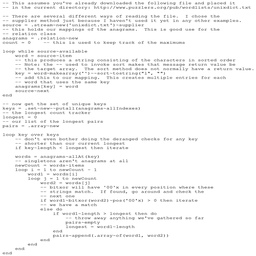 -- This assumes you've already downloaded the following file and placed it
-- in the current directory: http://www.puzzlers.org/pub/wordlists/unixdict.txt
-- There are several different ways of reading the file.  I chose the
-- supplier method just because I haven't used it yet in any other examples.
source = .stream~new('unixdict.txt')~supplier
-- this holds our mappings of the anagrams.  This is good use for the
-- relation class
anagrams = .relation~new
count = 0      -- this is used to keep track of the maximums
loop while source~available
    word = source~item
    -- this produces a string consisting of the characters in sorted order
    -- Note: the ~~ used to invoke sort makes that message return value be
    -- the target array.  The sort method does not normally have a return value.
    key = word~makearray('')~~sort~tostring("l", "")
    -- add this to our mapping.  This creates multiple entries for each
    -- word that uses the same key
    anagrams[key] = word
    source~next
end
-- now get the set of unique keys
keys = .set~new~~putall(anagrams~allIndexes)
-- the longest count tracker
longest = 0
-- our list of the longest pairs
pairs = .array~new
loop key over keys
    -- don't even bother doing the deranged checks for any key
    -- shorter than our current longest
    if key~length < longest then iterate
    words = anagrams~allAt(key)
    -- singletons aren't anagrams at all
    newCount = words~items
    loop i = 1 to newCount - 1
        word1 = words[i]
        loop j = 1 to newCount
            word2 = words[j]
            -- bitxor will have '00'x in every position where these
            -- strings match.  If found, go around and check the
            -- next one
            if word1~bitxor(word2)~pos('00'x) > 0 then iterate
            -- we have a match
            else do
                if word1~length > longest then do
                    -- throw away anything we've gathered so far
                    pairs~empty
                    longest = word1~length
                end
                pairs~append(.array~of(word1, word2))
            end
        end
    end
end